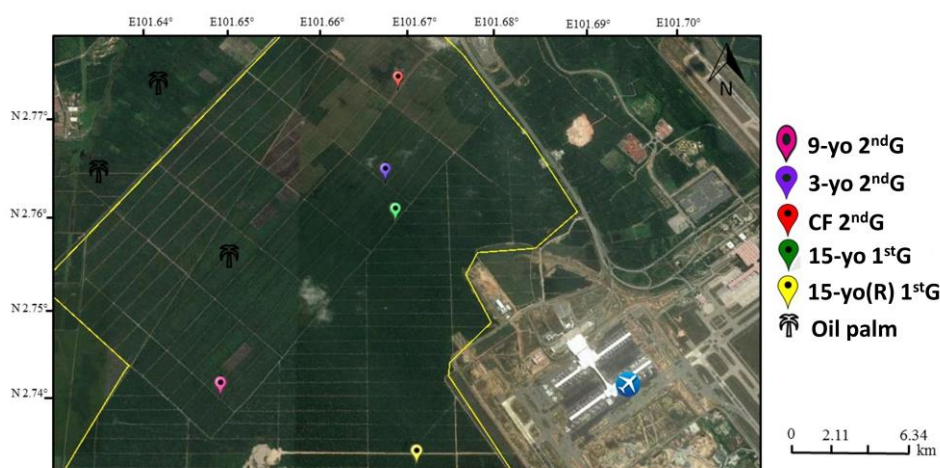 E101.64° E101.65° E101.66° E101.67° E101.68° E101.69° E101.70°
N 2.77°
N 2.76°
N 2.75°
N 2.74°
N
9-yo 2ndG
3-yo 2ndG
CF 2ndG
15-yo 1stG
15-yo(R) 1stG
Oil palm
0 2.11 6.34
km